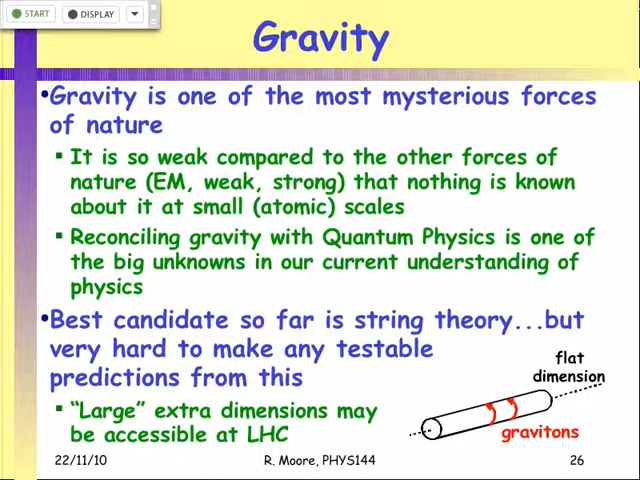 START
DISPLAY
Gravity
•Gravity is one of the most mysterious forces
of nature
▪ It is so weak compared to the other forces of
nature (EM, weak, strong) that nothing is known
about it at small (atomic) scales
▪ Reconciling gravity with Quantum Physics is one of
the big unknowns in our current understanding of
physics
•Best candidate so far is string theory...but
very hard to make any testable
predictions from this
▪ “Large” extra dimensions may
be accessible at LHC
flat
dimension
gravitons
22/11/10
R. Moore, PHYS144
26